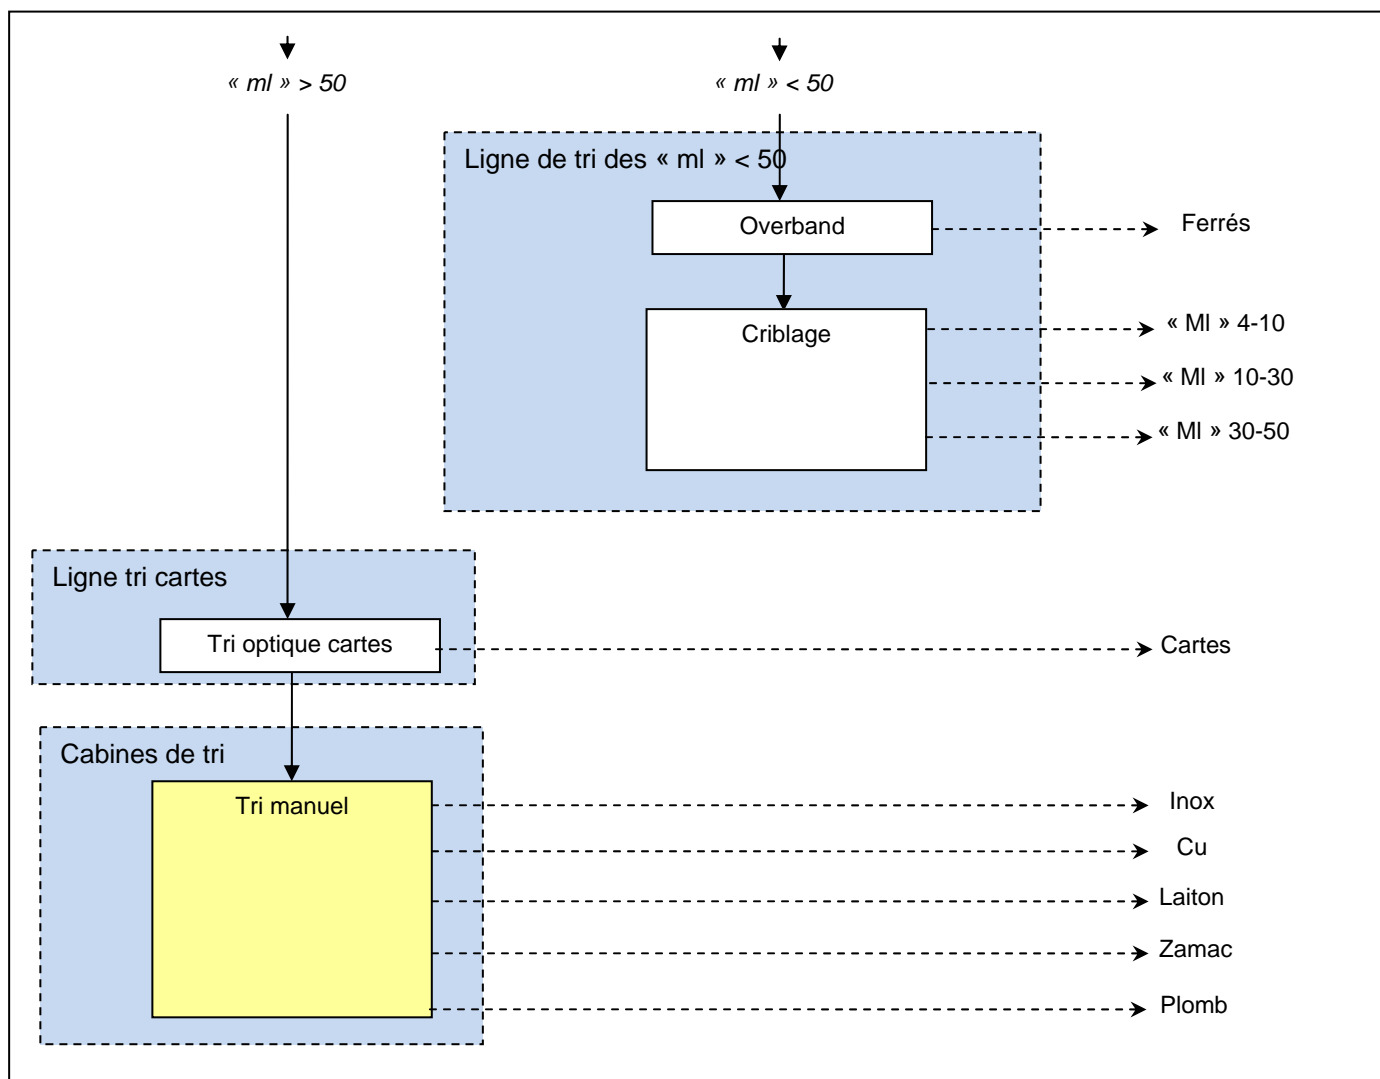 « ml » > 50
« ml » < 50
Ligne de tri des « ml » < 50
Overband
Ferrés
Criblage
« Ml » 4-10
« Ml » 10-30
« Ml » 30-50
Ligne tri cartes
Tri optique cartes
Cartes
Cabines de tri
Tri manuel
Inox
Cu
Laiton
Zamac
Plomb